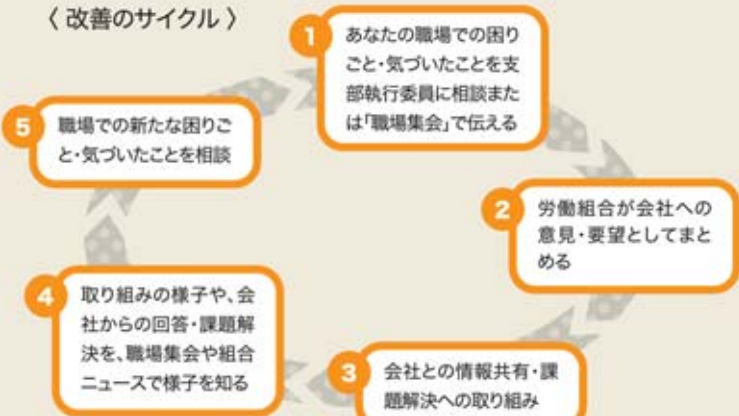 〈 改善のサイクル 〉
1
あなたの職場での困り
ごと・気づいたことを支
部執行委員に相談また
は「職場集会」で伝える
2
労働組合が会社への
意見・要望としてまと
める
3
会社との情報共有・課
題解決への取り組み
4
取り組みの様子や、会
社からの回答・課題解
決を、職場集会や組合
ニュースで様子を知る
5
職場での新たな困りご
と・気づいたことを相談